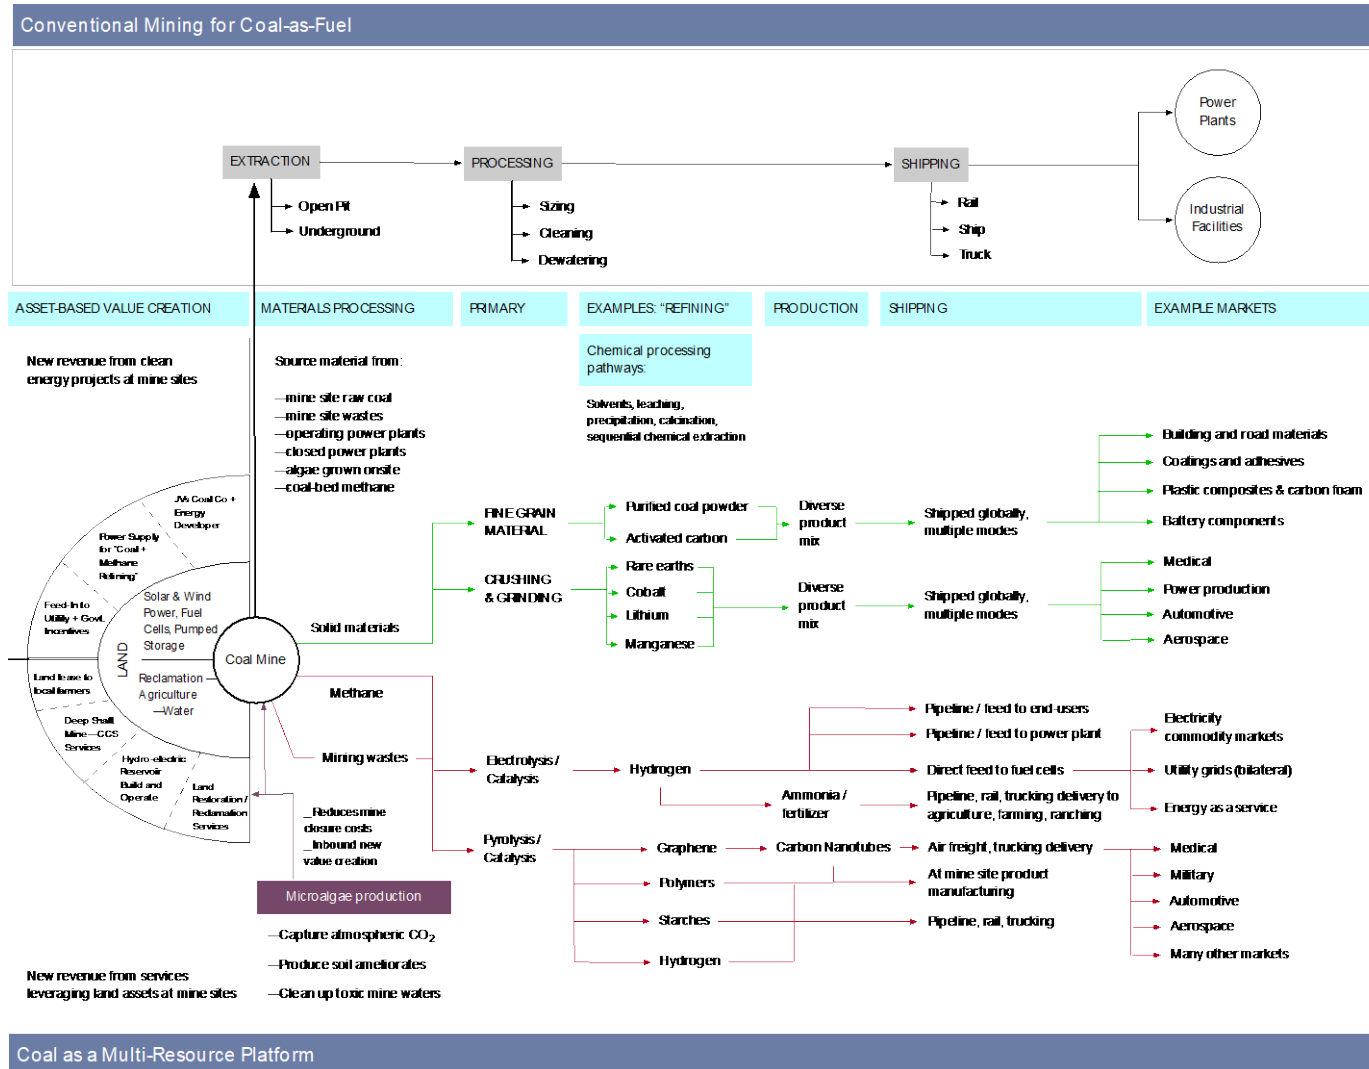 Conventional Mining for Coal-as-Fuel
Power
Plants
EXTRACTION
PROCESSING
SHIPPING
Open Pit
Underground
Sizing
Cleaning
Dewatering
Rail
Ship
Truck
Industrial
Facilities
ASSET-BASED VALUE CREATION
MATERIALS PROCESSING
PRIMARY
EXAMPLES: “REFINING”
PRODUCTION
SHIPPING
EXAMPLE MARKETS
New revenue from clean
energy projects at mine sites
Source material from:
—mine site raw coal
—mine site wastes
—operating power plants
—closed power plants
—algae grown onsite
—coal-bed methane
Chemical processing
pathways:
Solvents, leaching,
precipitation, calcination,
sequential chemical extraction
JVs Coal Co +
Energy
Developer
Power Supply
for “Coal +
Methane
Refining”
Feed-In to
Utility + Govt.
Incentives
Land lease to
local farmers
Deep Shaft
Mine—CCS
Services
Hydro-electric
Reservoir
Build and
Operate
Land
Restoration /
Reclamation
Services
LAND
Solar & Wind
Power, Fuel
Cells, Pumped
Storage
Reclamation
Agriculture
—Water
Coal Mine
Solid materials
Methane
Mining wastes
FINE GRAIN
MATERIAL
CRUSHING
& GRINDING
Purified coal powder
Activated carbon
Rare earths
Cobalt
Lithium
Manganese
Diverse
product
mix
Diverse
product
mix
Shipped globally,
multiple modes
Shipped globally,
multiple modes
Building and road materials
Coatings and adhesives
Plastic composites & carbon foam
Battery components
Medical
Power production
Automotive
Aerospace
Electrolysis /
Catalysis
Hydrogen
Ammonia /
fertilizer
Pipeline / feed to end-users
Pipeline / feed to power plant
Direct feed to fuel cells
Pipeline, rail, trucking delivery to
agriculture, farming, ranching
Electricity
commodity markets
Utility grids (bilateral)
Energy as a service
Pyrolysis /
Catalysis
Graphene
Polymers
Starches
Hydrogen
Carbon Nanotubes
Air freight, trucking delivery
At mine site product
manufacturing
Pipeline, rail, trucking
Medical
Military
Automotive
Aerospace
Many other markets
_Reduces mine
closure costs
_Inbound new
value creation
Microalgae production
—Capture atmospheric CO2
—Produce soil ameliorates
—Clean up toxic mine waters
New revenue from services
leveraging land assets at mine sites
Coal as a Multi-Resource Platform